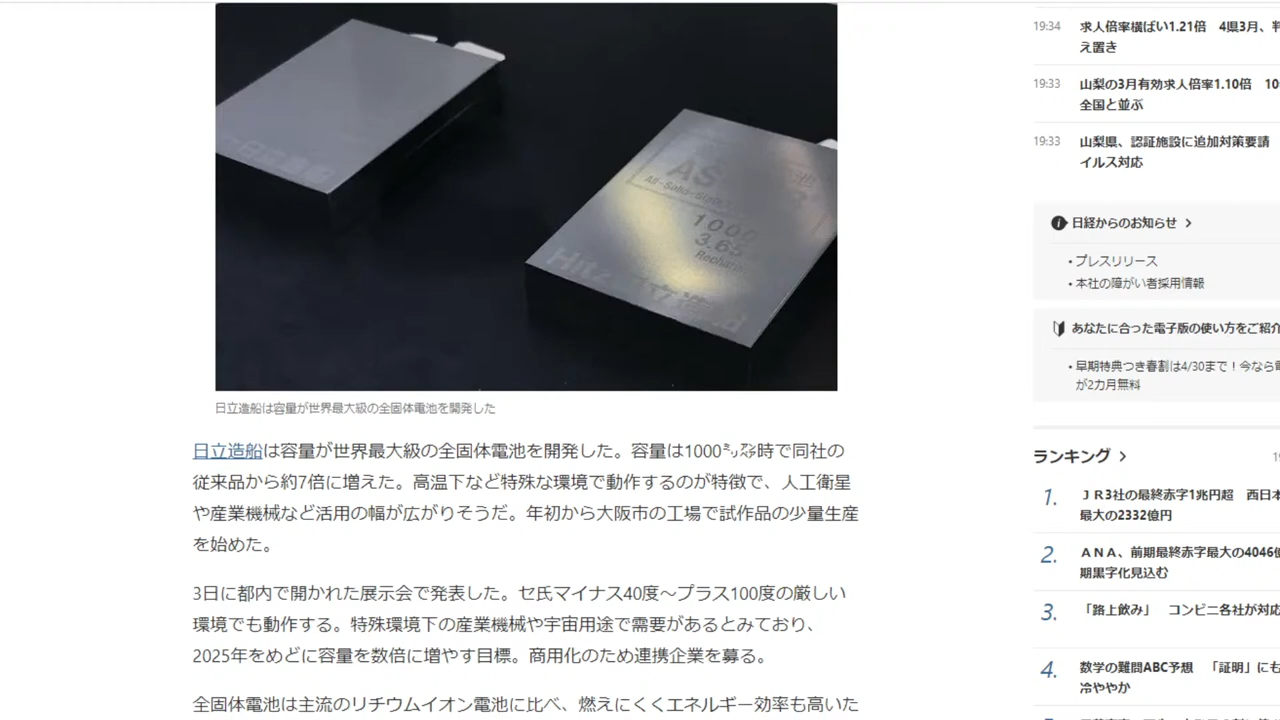 AS
All-Solid-State
1000
3.65
Hitz
日立造船は容量が世界最大級の全固体電池を開発した
日立造船は容量が世界最大級の全固体電池を開発した。容量は1000㍉㌂時で同社の
従来品から約7倍に増えた。高温下など特殊な環境で動作するのが特徴で、人工衛星
や産業機械など活用の幅が広がりそうだ。年初から大阪市の工場で試作品の少量生産
を始めた。
3日に都内で開かれた展示会で発表した。セ氏マイナス40度～プラス100度の厳しい
環境でも動作する。特殊環境下の産業機械や宇宙用途で需要があるとみており、
2025年をめどに容量を数倍に増やす目標。商用化のため連携企業を募る。
全固体電池は主流のリチウムイオン電池に比べ、燃えにくくエネルギー効率も高いた
19:34 求人倍率横ばい1.21倍 4県3月、判
え置き
19:33 山梨の3月有効求人倍率1.10倍 10
全国と並ぶ
19:33 山梨県、認証施設に追加対策要請
イルス対応
日経からのお知らせ
・プレスリリース
・本社の障がい者採用情報
あなたに合った電子版の使い方をご紹介
・早期特典つき春割は4/30まで！今なら電
が2カ月無料
ランキング
1. ＪＲ3社の最終赤字1兆円超 西日本
最大の2332億円
2. ＡＮＡ、前期最終赤字最大の4046億
期黒字化見込む
3. 「路上飲み」 コンビニ各社が対応
4. 数学の難問ABC予想 「証明」にも
冷ややか